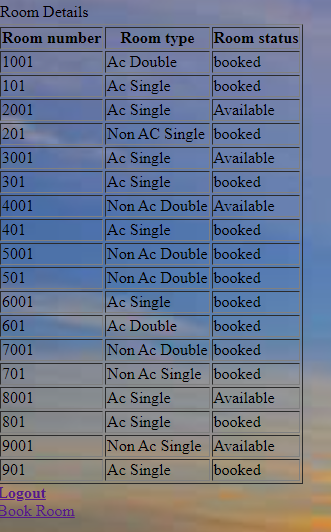 Room Details
Room number Room type Room status
1001 Ac Double booked
101 Ac Single booked
2001 Ac Single Available
201 Non AC Single booked
3001 Ac Single Available
301 Ac Single booked
4001 Non Ac Double Available
401 Ac Single booked
5001 Non Ac Double booked
501 Non Ac Double booked
6001 Ac Single booked
601 Ac Double booked
7001 Non Ac Double booked
701 Non Ac Single booked
8001 Ac Single Available
801 Ac Single booked
9001 Non Ac Single Available
901 Ac Single booked
Logout
Book Room